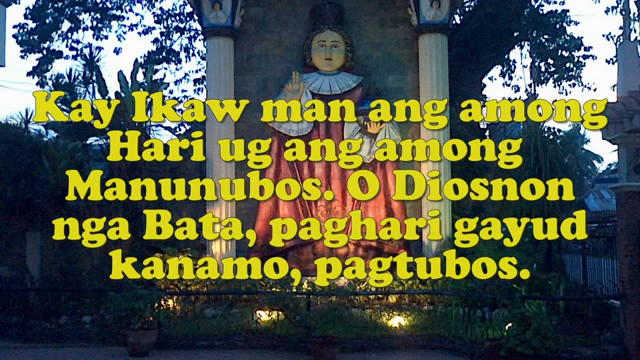 Kay Ikaw man ang among
Hari ug ang among
Manunubos. O Diosnon
nga Bata, paghari gayud
kanamo, pagtubos.